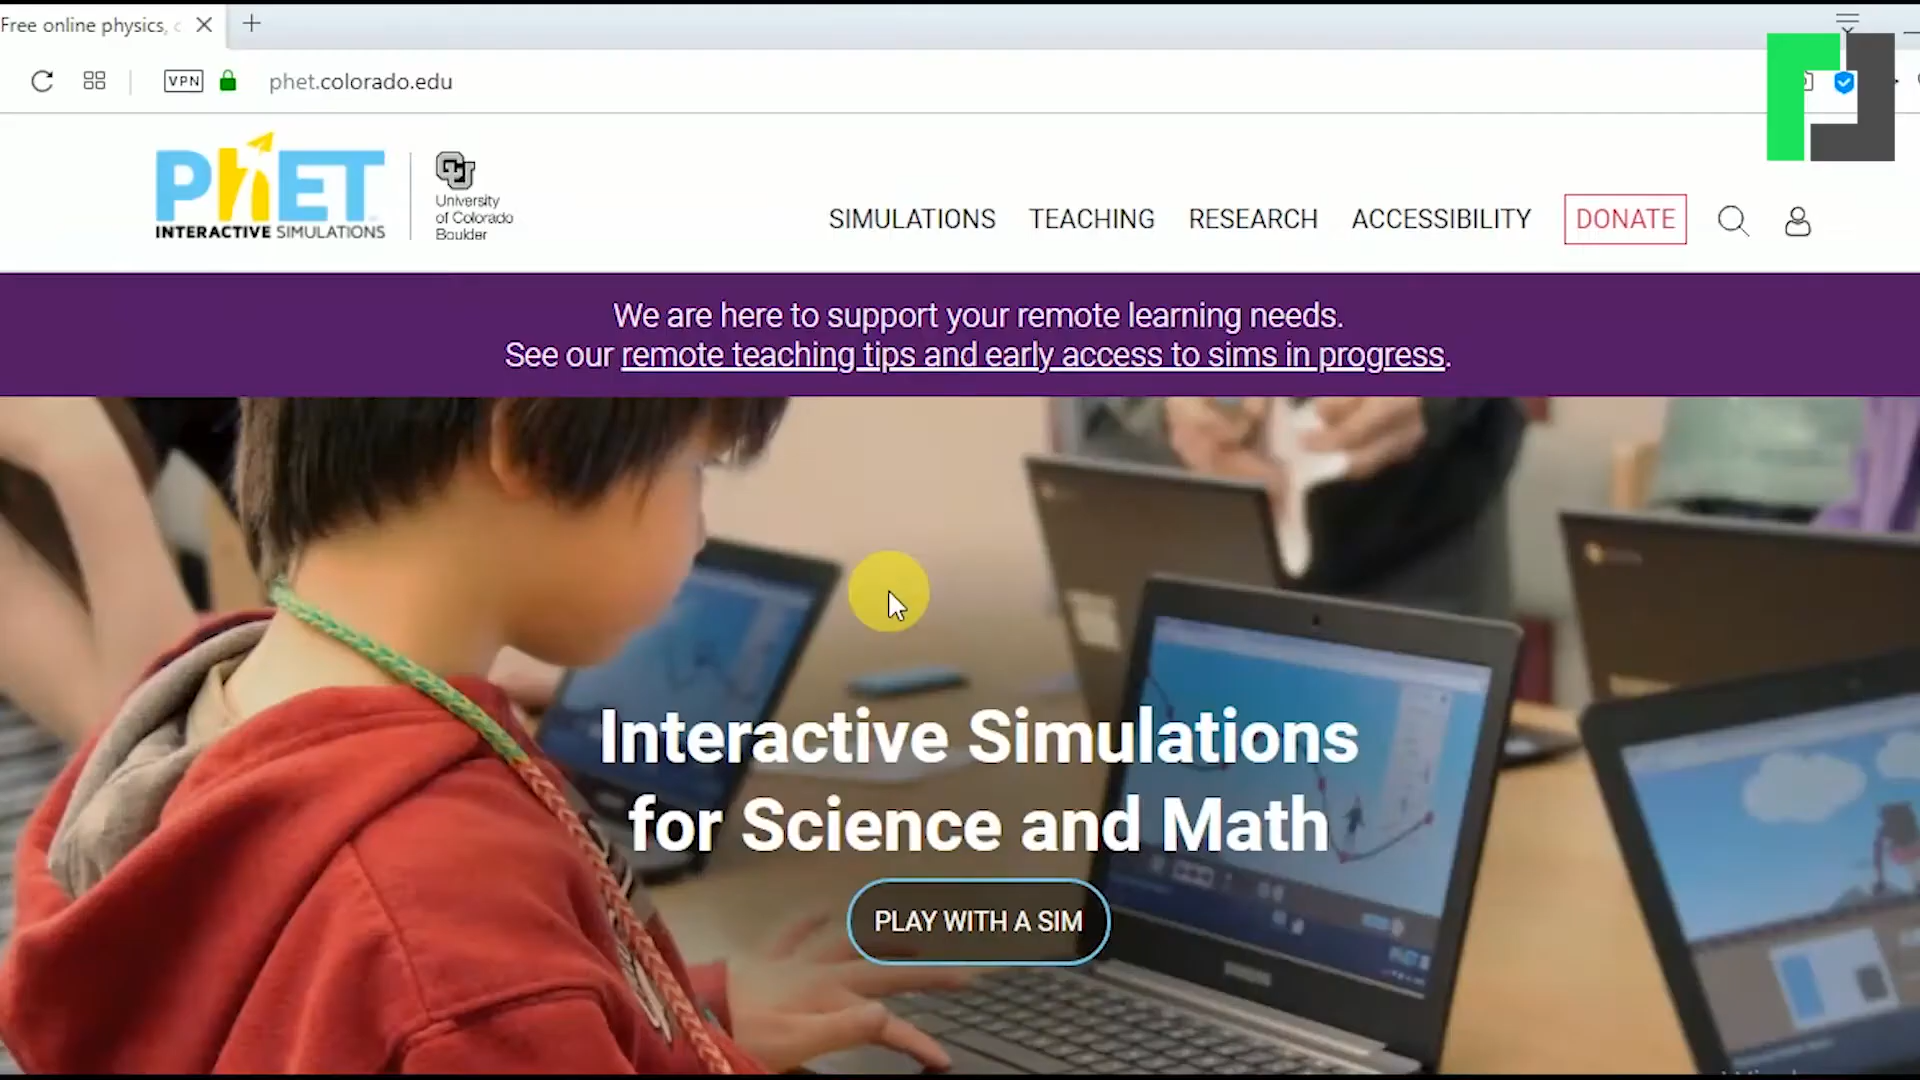 Free online physics, c
VPN
phet.colorado.edu
PhET
INTERACTIVE SIMULATIONS
University
of Colorado
Boulder
SIMULATIONS
TEACHING
RESEARCH
ACCESSIBILITY
DONATE
We are here to support your remote learning needs.
See our remote teaching tips and early access to sims in progress.
Interactive Simulations
for Science and Math
PLAY WITH A SIM